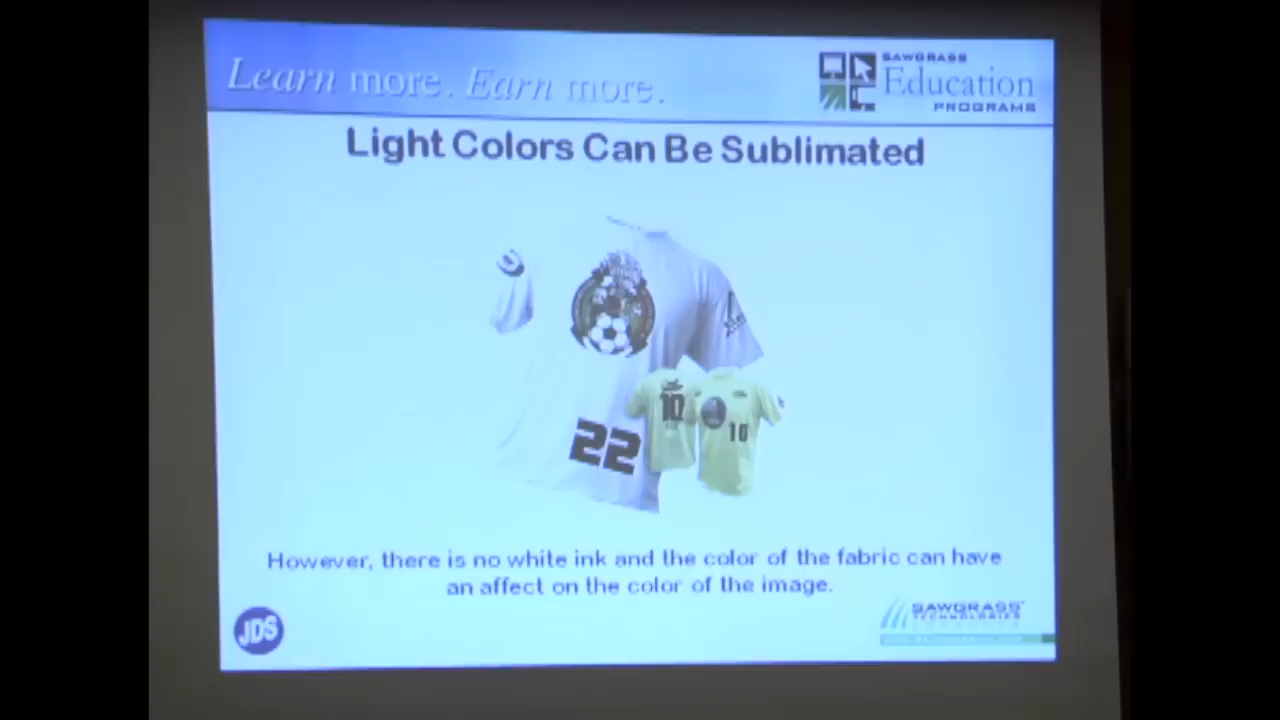 Learn more. Earn more.
SAWGRASS
Education
PROGRAMS
Light Colors Can Be Sublimated
22
10
10
However, there is no white ink and the color of the fabric can have
an affect on the color of the image.
JDS
SAWGRASS
TECHNOLOGIES